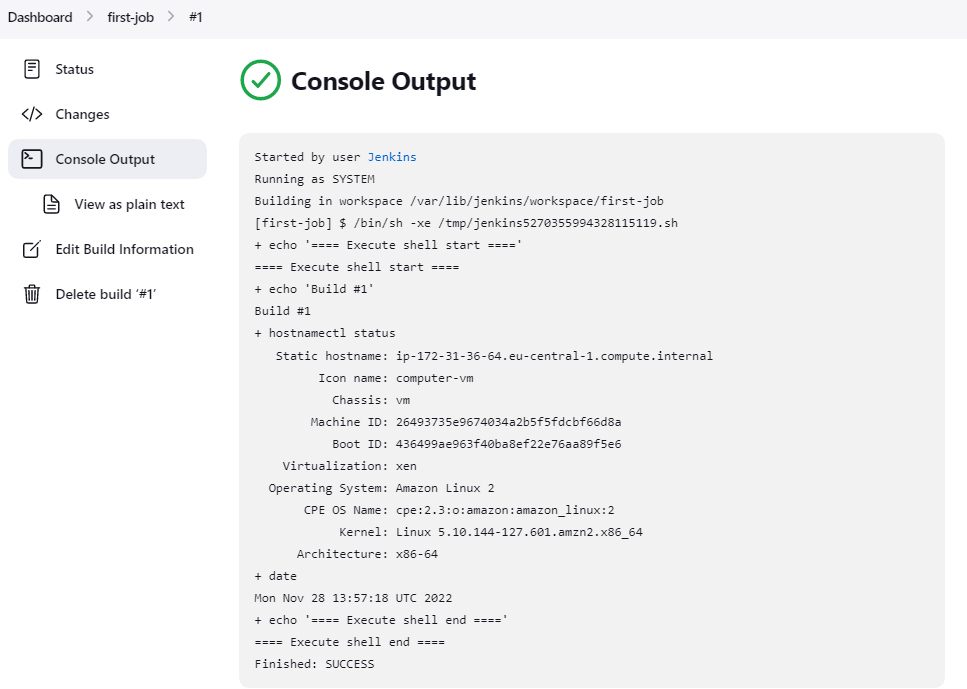 Dashboard > first-job > #1
Status
Changes
Console Output
View as plain text
Edit Build Information
Delete build ‘#1’
Console Output
Started by user Jenkins
Running as SYSTEM
Building in workspace /var/lib/jenkins/workspace/first-job
[first-job] $ /bin/sh -xe /tmp/jenkins5270355994328115119.sh
+ echo '==== Execute shell start ===='
==== Execute shell start ====
+ echo 'Build #1'
Build #1
+ hostnamectl status
Static hostname: ip-172-31-36-64.eu-central-1.compute.internal
Icon name: computer-vm
Chassis: vm
Machine ID: 26493735e9674034a2b5f5fdcbf66d8a
Boot ID: 436499ae963f40ba8ef22e76aa89f5e6
Virtualization: xen
Operating System: Amazon Linux 2
CPE OS Name: cpe:2.3:o:amazon:amazon_linux:2
Kernel: Linux 5.10.144-127.601.amzn2.x86_64
Architecture: x86-64
+ date
Mon Nov 28 13:57:18 UTC 2022
+ echo '==== Execute shell end ===='
==== Execute shell end ====
Finished: SUCCESS